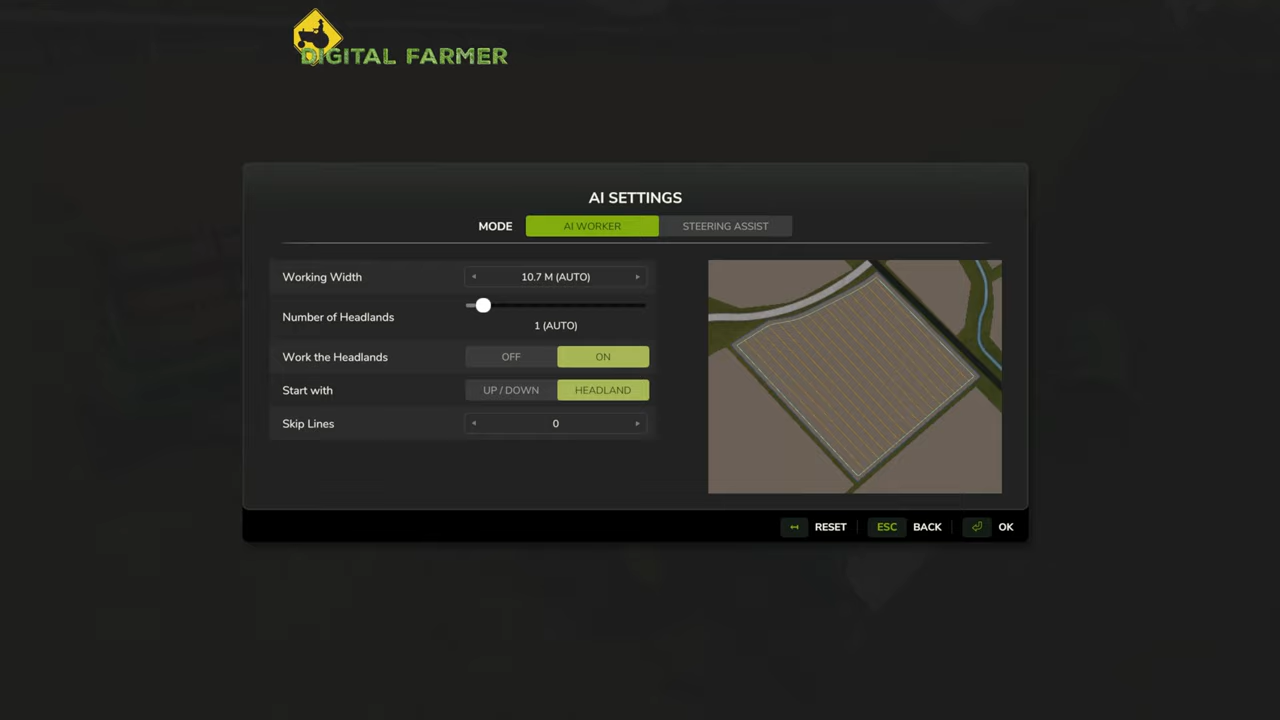 DIGITAL FARMER
AI SETTINGS
MODE AI WORKER STEERING ASSIST
Working Width 10.7 M (AUTO)
Number of Headlands
1 (AUTO)
Work the Headlands OFF ON
Start with UP / DOWN HEADLAND
Skip Lines 0
RESET ESC BACK OK